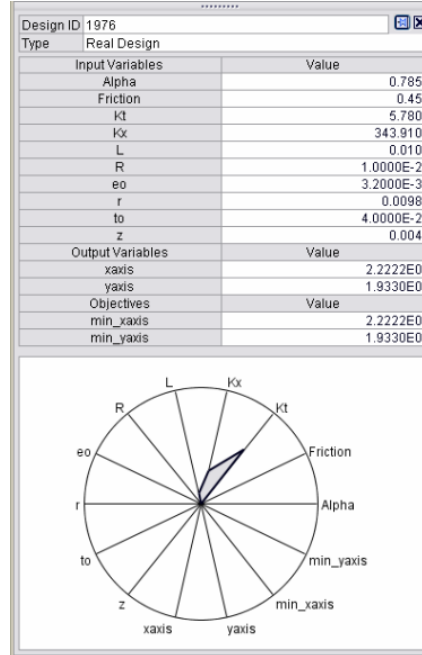 Design ID 1976
Type Real Design
Input Variables Value
Alpha 0.785
Friction 0.45
Kt 5.780
Kx 343.910
L 0.010
R 1.0000E-2
eo 3.2000E-3
r 0.0098
to 4.0000E-2
z 0.004
Output Variables Value
xaxis 2.2222E0
yaxis 1.9330E0
Objectives Value
min_xaxis 2.2222E0
min_yaxis 1.9330E0
L Kx
R Kt
eo Friction
r Alpha
to min_yaxis
z min_xaxis
xaxis yaxis